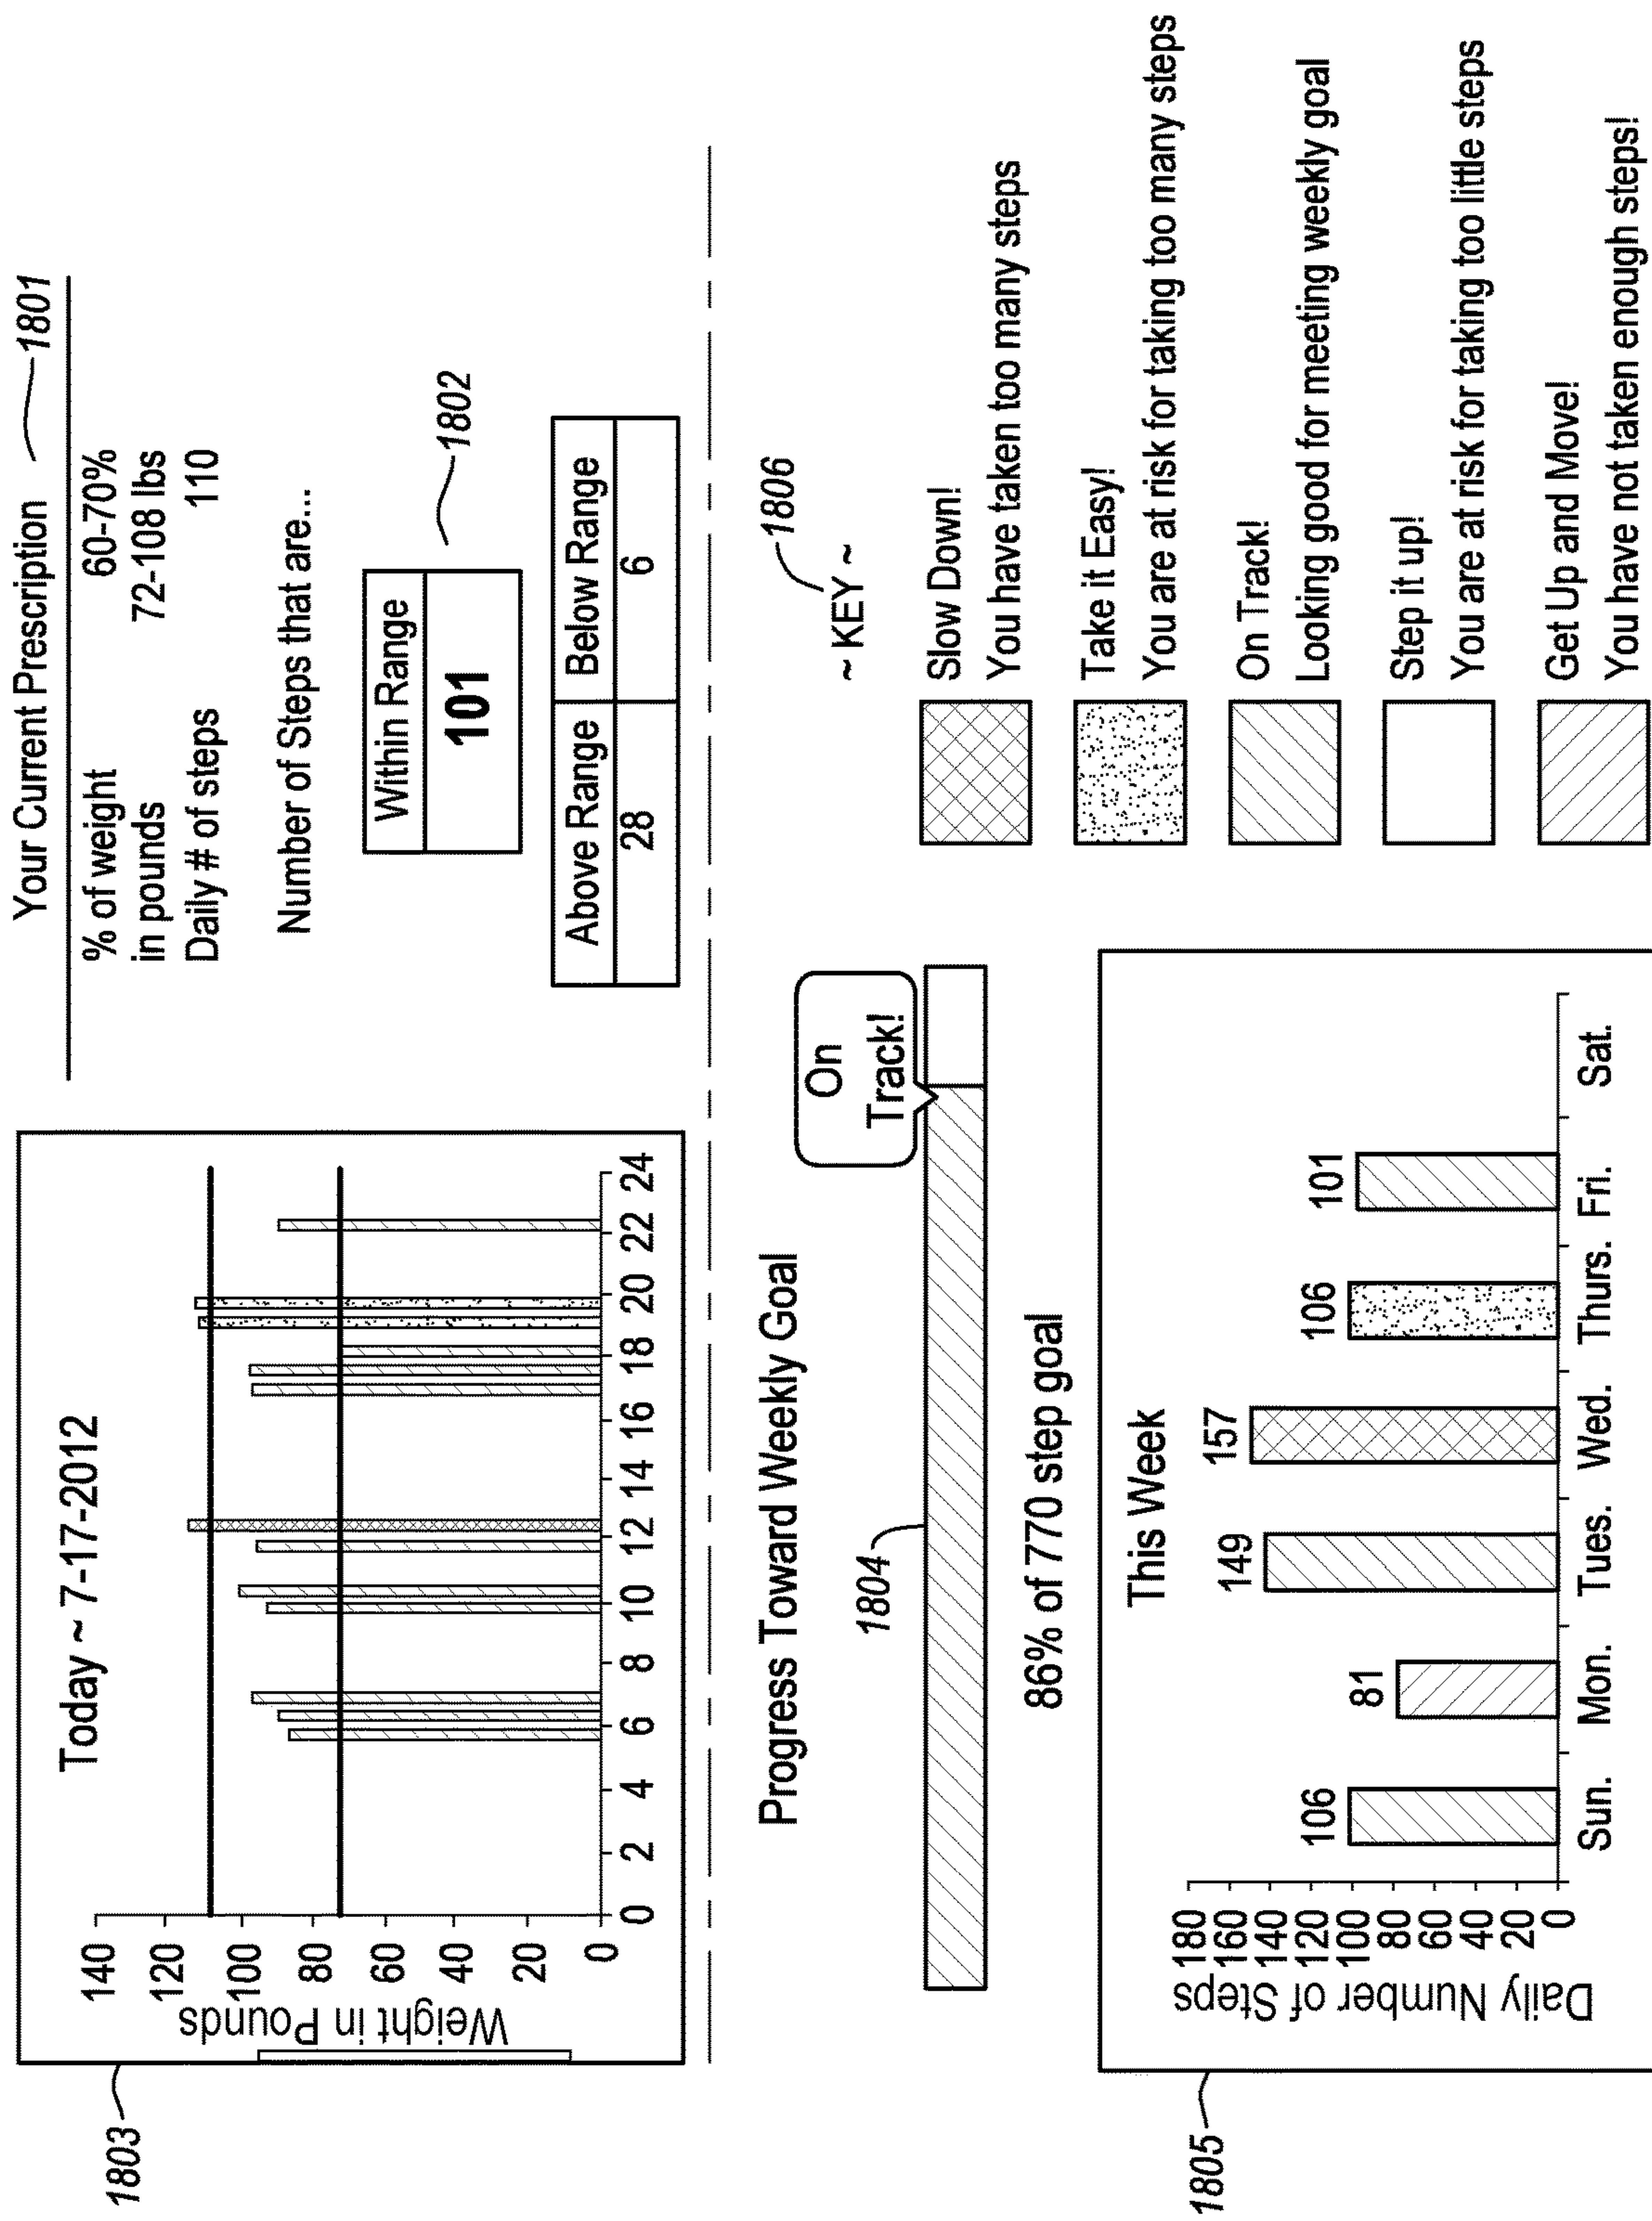 1803
Today ~ 7-17-2012
Weight in Pounds
140
120
100
80
60
40
20
0
0 2 4 6 8 10 12 14 16 18 20 22 24
Your Current Prescription 1801
% of weight 60-70%
in pounds 72-108 lbs
Daily # of steps 110
Number of Steps that are...
Within Range
101
1802
Above Range Below Range
28 6
Progress Toward Weekly Goal
On
Track!
1804
86% of 770 step goal
1805
This Week
Daily Number of Steps
180
160
140
120
100
80
60
40
20
0
106 81 149 157 106 101
Sun. Mon. Tues. Wed. Thurs. Fri. Sat.
1806
~ KEY ~
Slow Down!
You have taken too many steps
Take it Easy!
You are at risk for taking too many steps
On Track!
Looking good for meeting weekly goal
Step it up!
You are at risk for taking too little steps
Get Up and Move!
You have not taken enough steps!